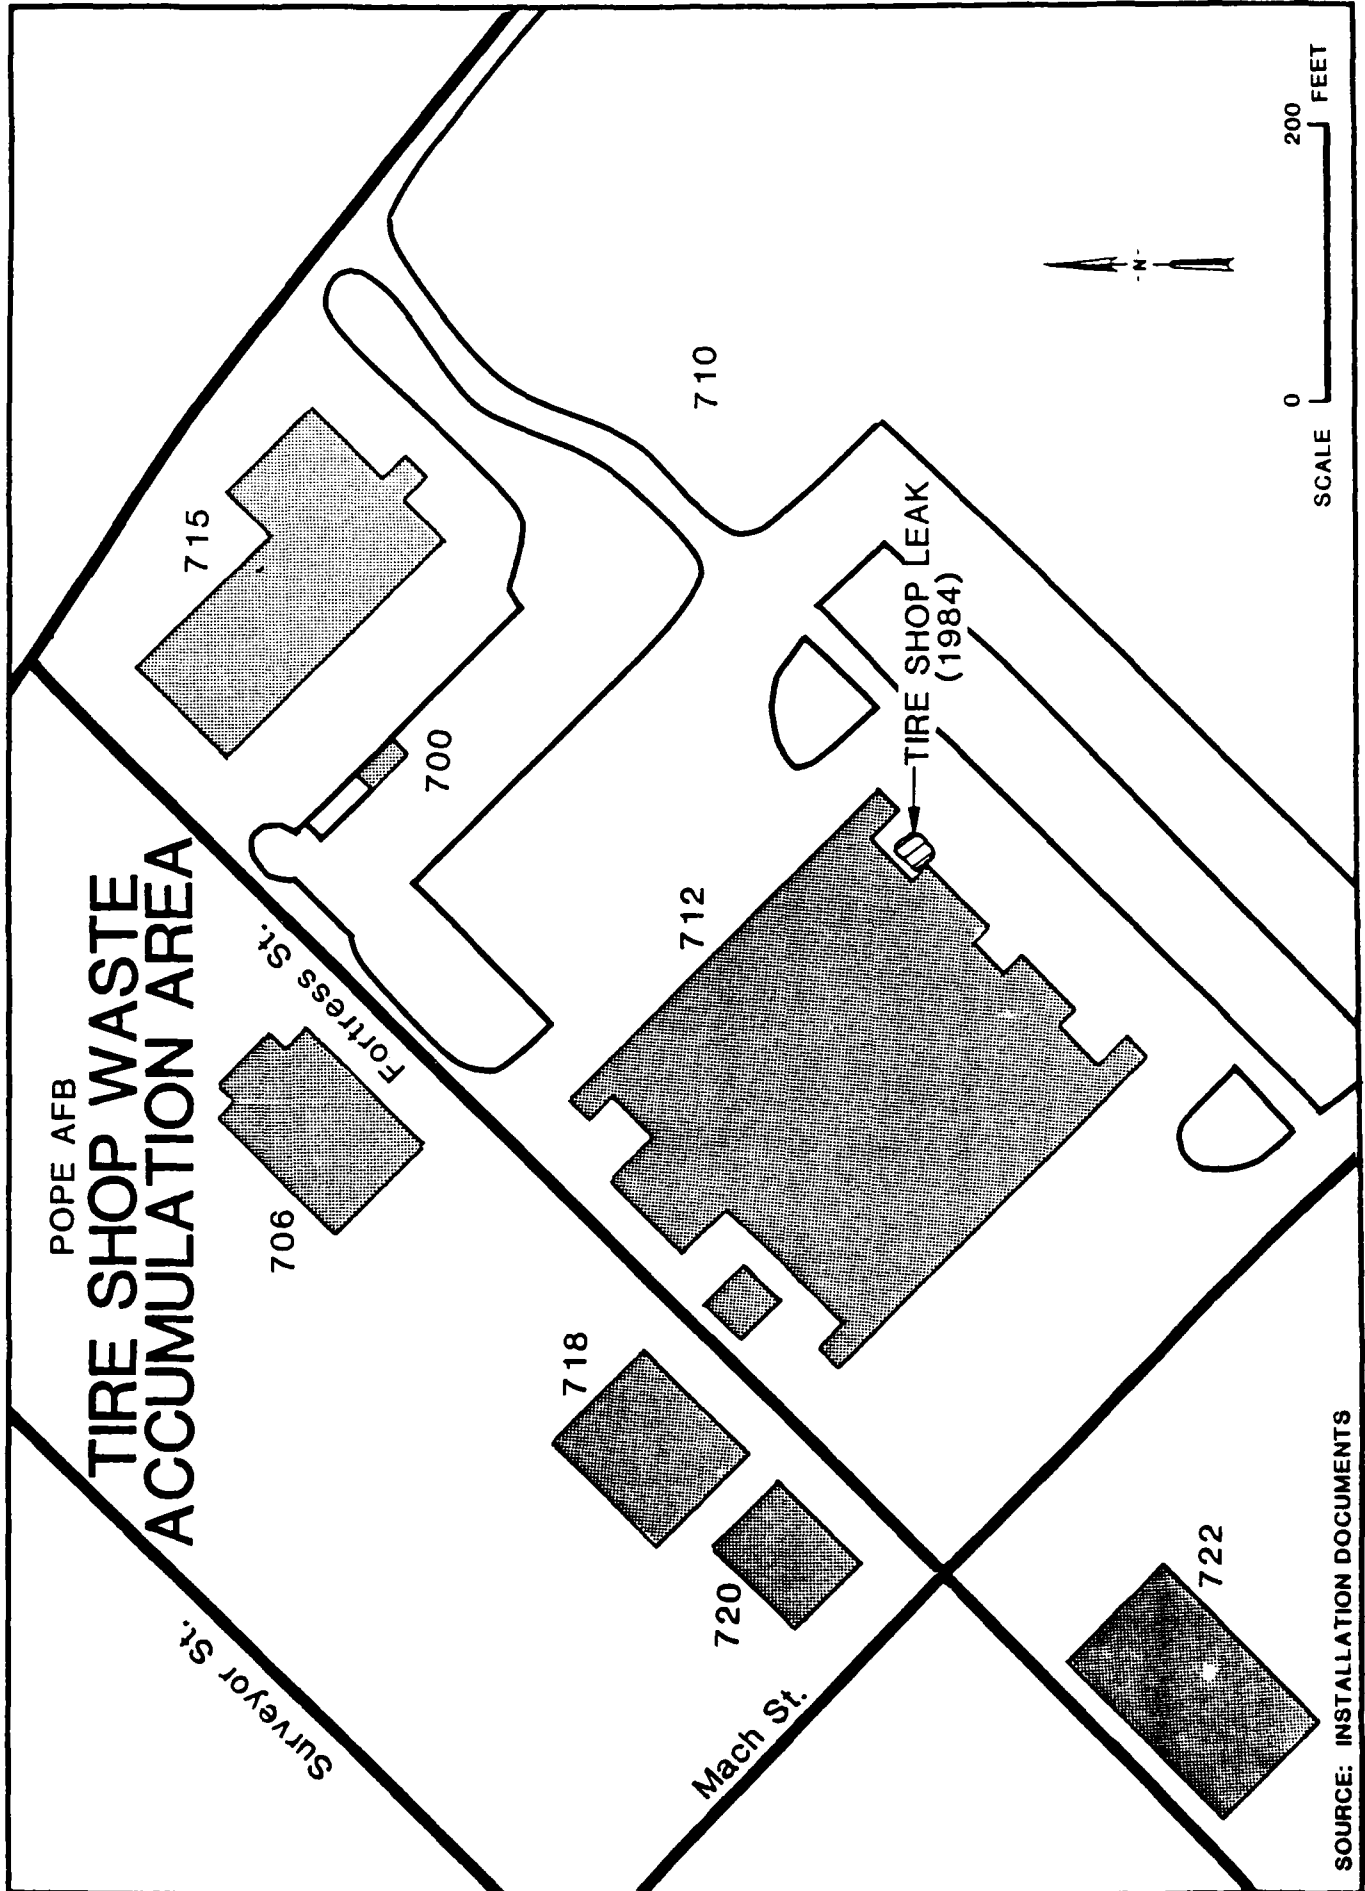 POPE AFB
TIRE SHOP WASTE
ACCUMULATION AREA
Surveyor St.
Fortress St.
Mach St.
706
715
700
718
720
712
710
722
TIRE SHOP LEAK
(1984)
-N-
0
200
SCALE
FEET
SOURCE: INSTALLATION DOCUMENTS